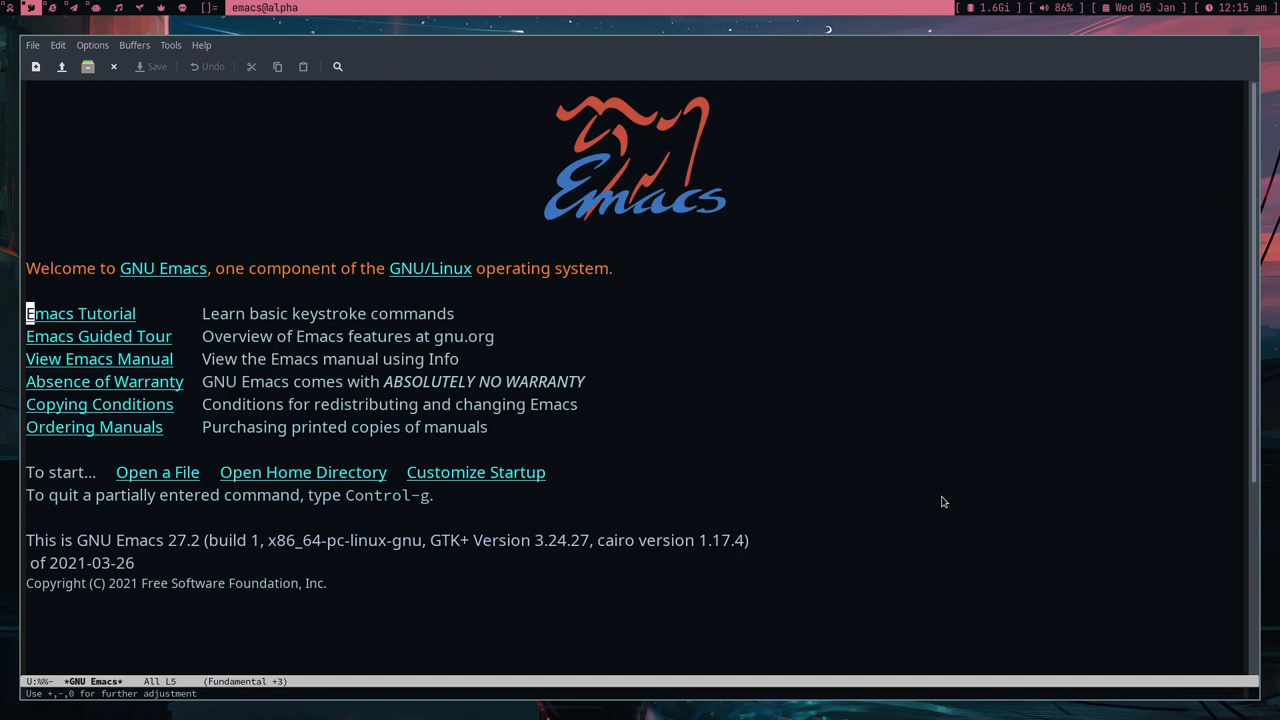 []= emacs@alpha [ 1.6Gi ] [ 86% ] [ Wed 05 Jan ] [ 12:15 am ]
File Edit Options Buffers Tools Help
Save Undo
Emacs
Welcome to GNU Emacs, one component of the GNU/Linux operating system.
Emacs Tutorial Learn basic keystroke commands
Emacs Guided Tour Overview of Emacs features at gnu.org
View Emacs Manual View the Emacs manual using Info
Absence of Warranty GNU Emacs comes with ABSOLUTELY NO WARRANTY
Copying Conditions Conditions for redistributing and changing Emacs
Ordering Manuals Purchasing printed copies of manuals
To start... Open a File Open Home Directory Customize Startup
To quit a partially entered command, type Control-g.
This is GNU Emacs 27.2 (build 1, x86_64-pc-linux-gnu, GTK+ Version 3.24.27, cairo version 1.17.4)
of 2021-03-26
Copyright (C) 2021 Free Software Foundation, Inc.
U:%%- *GNU Emacs* All L5 (Fundamental +3)
Use +,-,0 for further adjustment